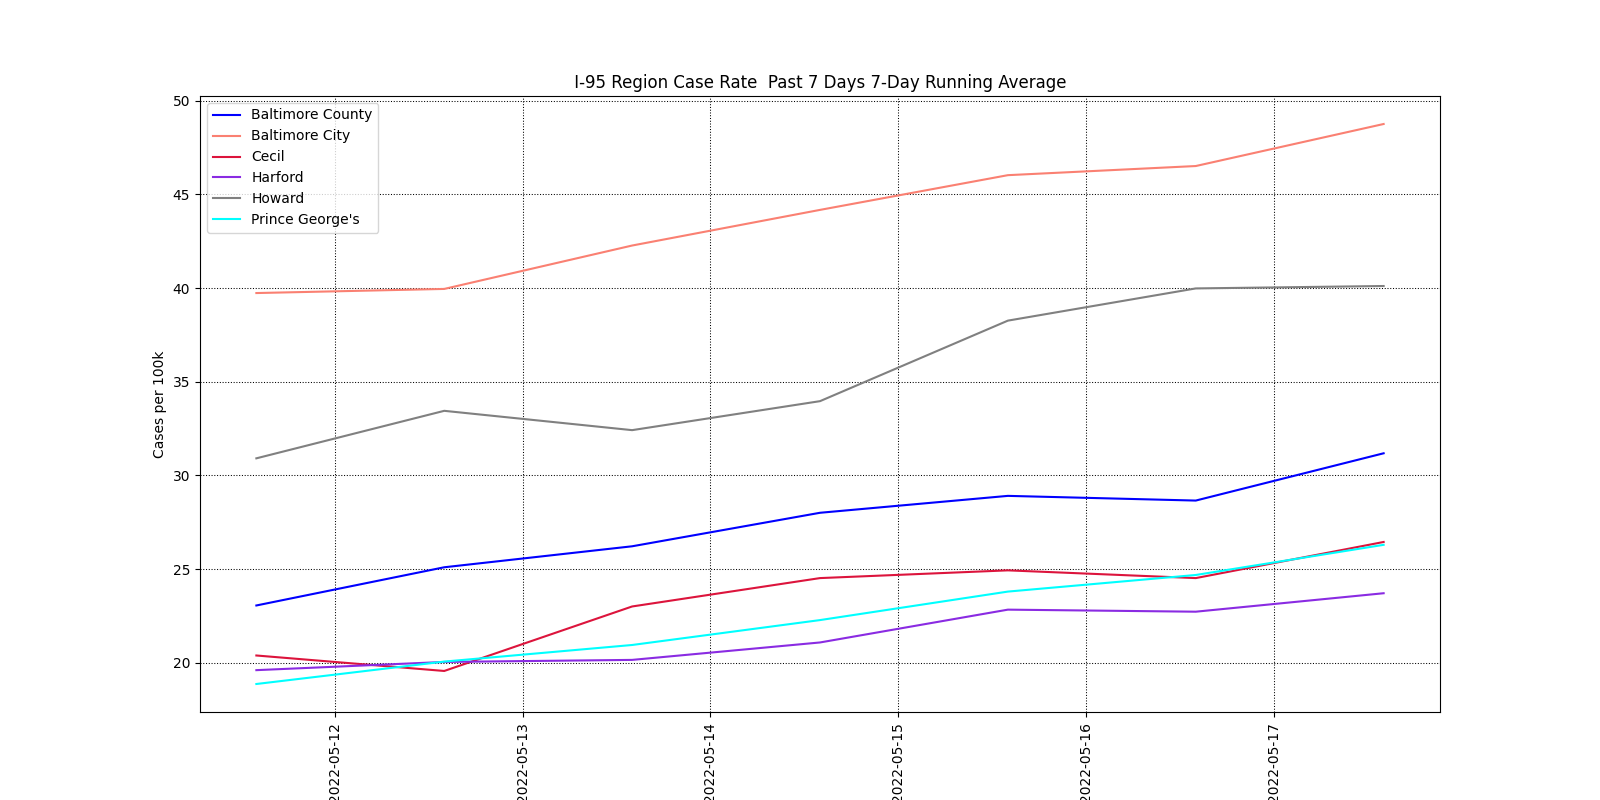 I-95 Region Case Rate  Past 7 Days 7-Day Running Average
Baltimore County
Baltimore City
Cecil
Harford
Howard
Prince George's
Cases per 100k
50
45
40
35
30
25
20
2022-05-12
2022-05-13
2022-05-14
2022-05-15
2022-05-16
2022-05-17